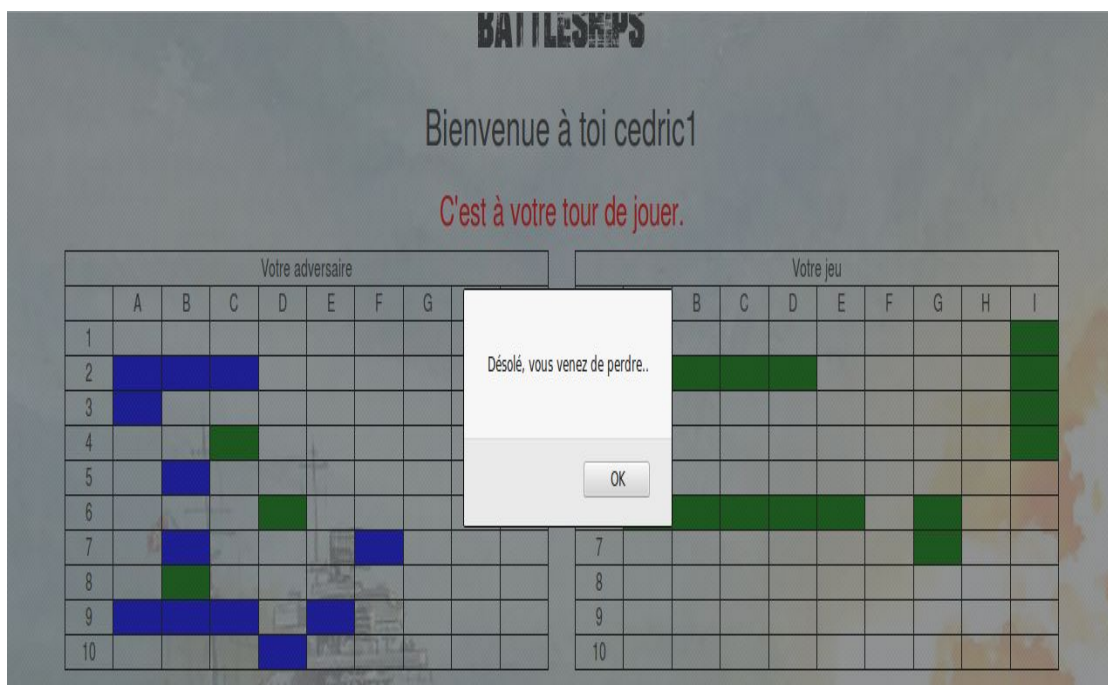 BATTLESHIPS
Bienvenue à toi cedric1
C'est à votre tour de jouer.
Votre adversaire
A B C D E F G
1
2
3
4
5
6
7
8
9
10
Votre jeu
B C D E F G H I
7
8
9
10
Désolé, vous venez de perdre..
OK